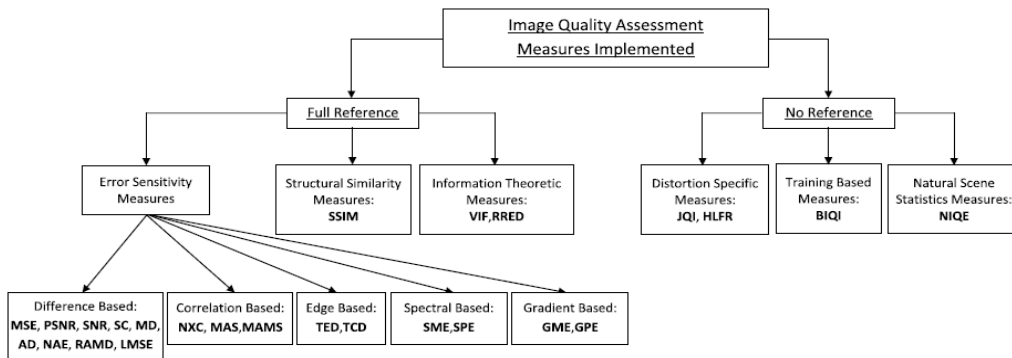 Image Quality Assessment
Measures Implemented
Full Reference
No Reference
Error Sensitivity
Measures
Structural Similarity
Measures:
SSIM
Information Theoretic
Measures:
VIF,RRED
Distortion Specific
Measures:
JQI, HLFR
Training Based
Measures:
BIQI
Natural Scene
Statistics Measures:
NIQE
Difference Based:
MSE, PSNR, SNR, SC, MD,
AD, NAE, RAMD, LMSE
Correlation Based:
NXC, MAS,MAMS
Edge Based:
TED,TCD
Spectral Based:
SME,SPE
Gradient Based:
GME,GPE